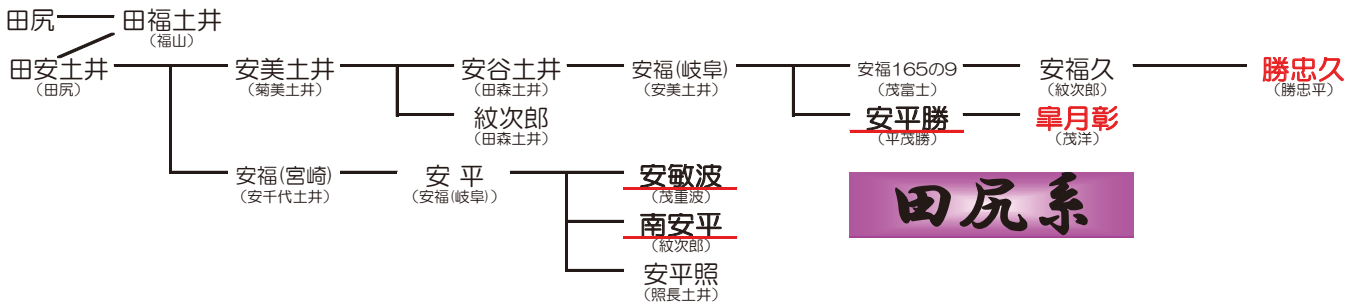 田尻 田福土井
（福山）
田安土井 安美土井 安谷土井 安福(岐阜) 安福165の9 安福久 勝忠久
（田尻） （菊美土井） （田森土井） （安美土井） （茂富士） （紋次郎） （勝忠平）
紋次郎 安平勝 皐月彰
（田森土井） （平茂勝） （茂洋）
安福(宮崎) 安平 安敏波
（安千代土井） （安福(岐阜)） （茂重波）
南安平
（紋次郎）
安平照
（照長土井）
田尻系